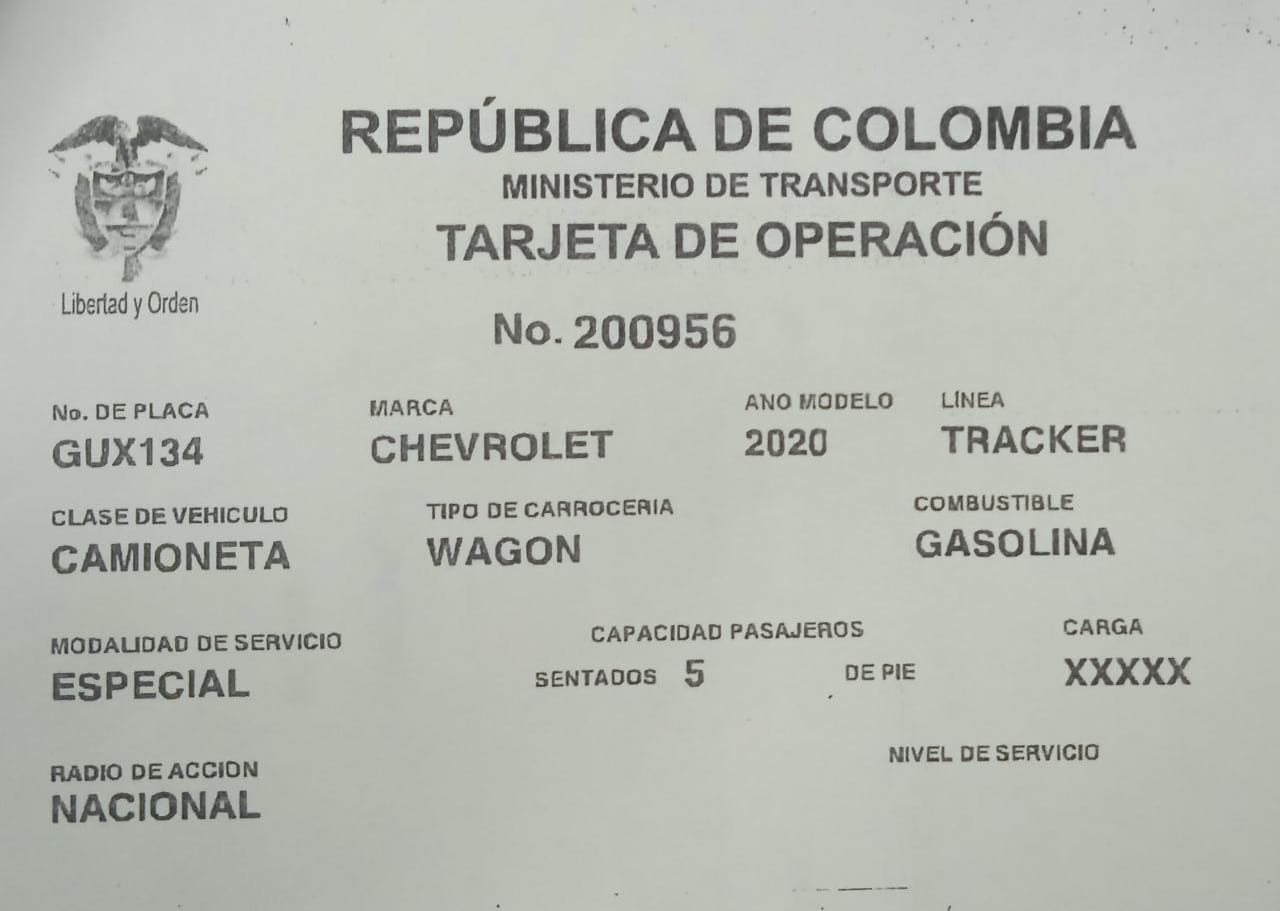 REPÚBLICA DE COLOMBIA
MINISTERIO DE TRANSPORTE
TARJETA DE OPERACIÓN
Libertad y Orden
No. 200956
No. DE PLACA MARCA ANO MODELO LÍNEA
GUX134 CHEVROLET 2020 TRACKER
CLASE DE VEHICULO TIPO DE CARROCERIA COMBUSTIBLE
CAMIONETA WAGON GASOLINA
MODALIDAD DE SERVICIO CAPACIDAD PASAJEROS CARGA
ESPECIAL SENTADOS 5 DE PIE XXXXX
RADIO DE ACCION NIVEL DE SERVICIO
NACIONAL